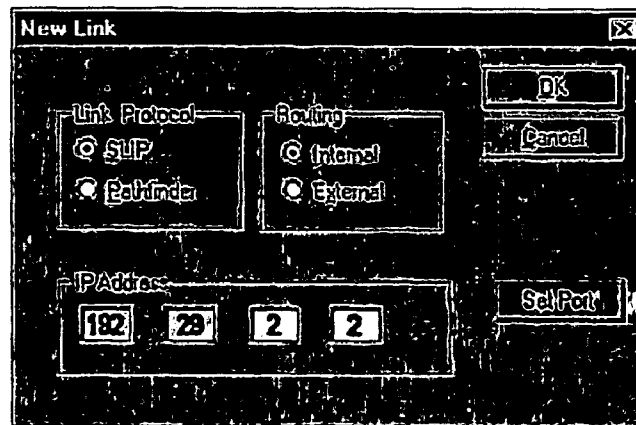 New Link
OK
Link Protocol
Routing
SLIP
Internal
Cancel
Pathfinder
External
IP Address
192 29 2 2
Set Port